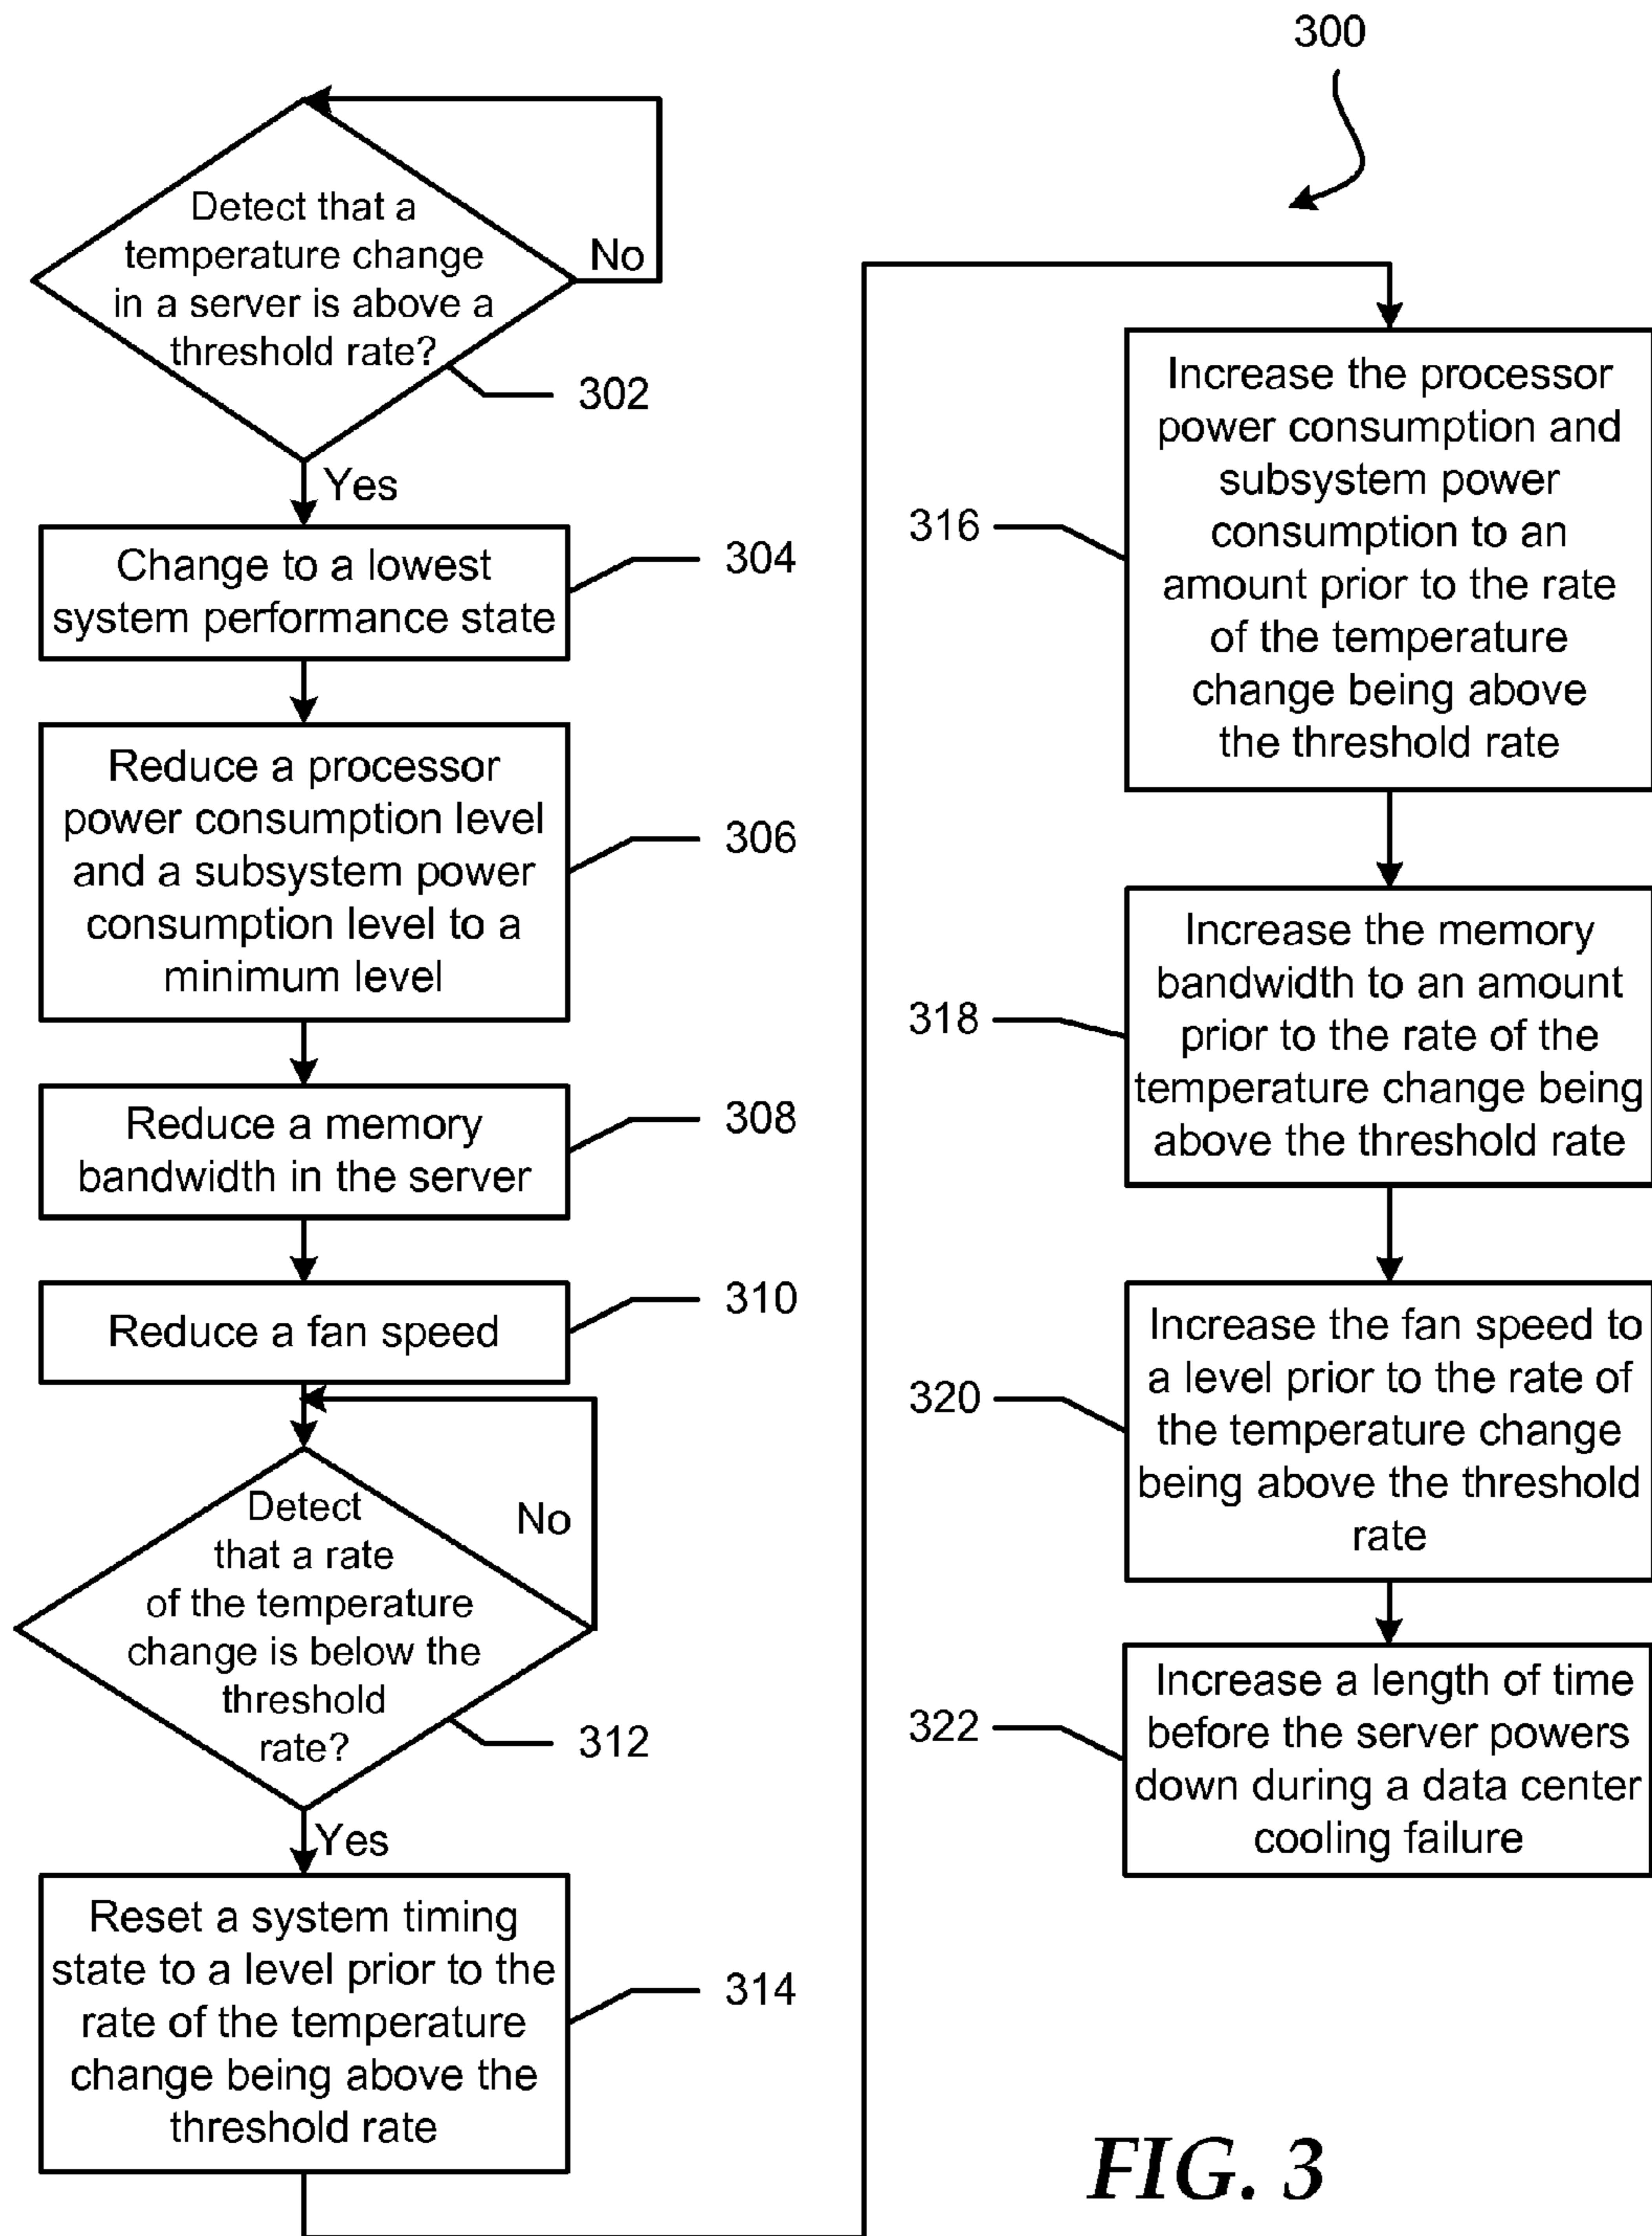 300
Detect that a
temperature change
in a server is above a
threshold rate?
No
302
Yes
Change to a lowest
system performance state
304
Reduce a processor
power consumption level
and a subsystem power
consumption level to a
minimum level
306
Reduce a memory
bandwidth in the server
308
Reduce a fan speed
310
Detect
that a rate
of the temperature
change is below the
threshold
rate?
No
312
Yes
Reset a system timing
state to a level prior to the
rate of the temperature
change being above the
threshold rate
314
Increase the processor
power consumption and
subsystem power
consumption to an
amount prior to the rate
of the temperature
change being above
the threshold rate
316
Increase the memory
bandwidth to an amount
prior to the rate of the
temperature change being
above the threshold rate
318
Increase the fan speed to
a level prior to the rate of
the temperature change
being above the threshold
rate
320
Increase a length of time
before the server powers
down during a data center
cooling failure
322
FIG. 3